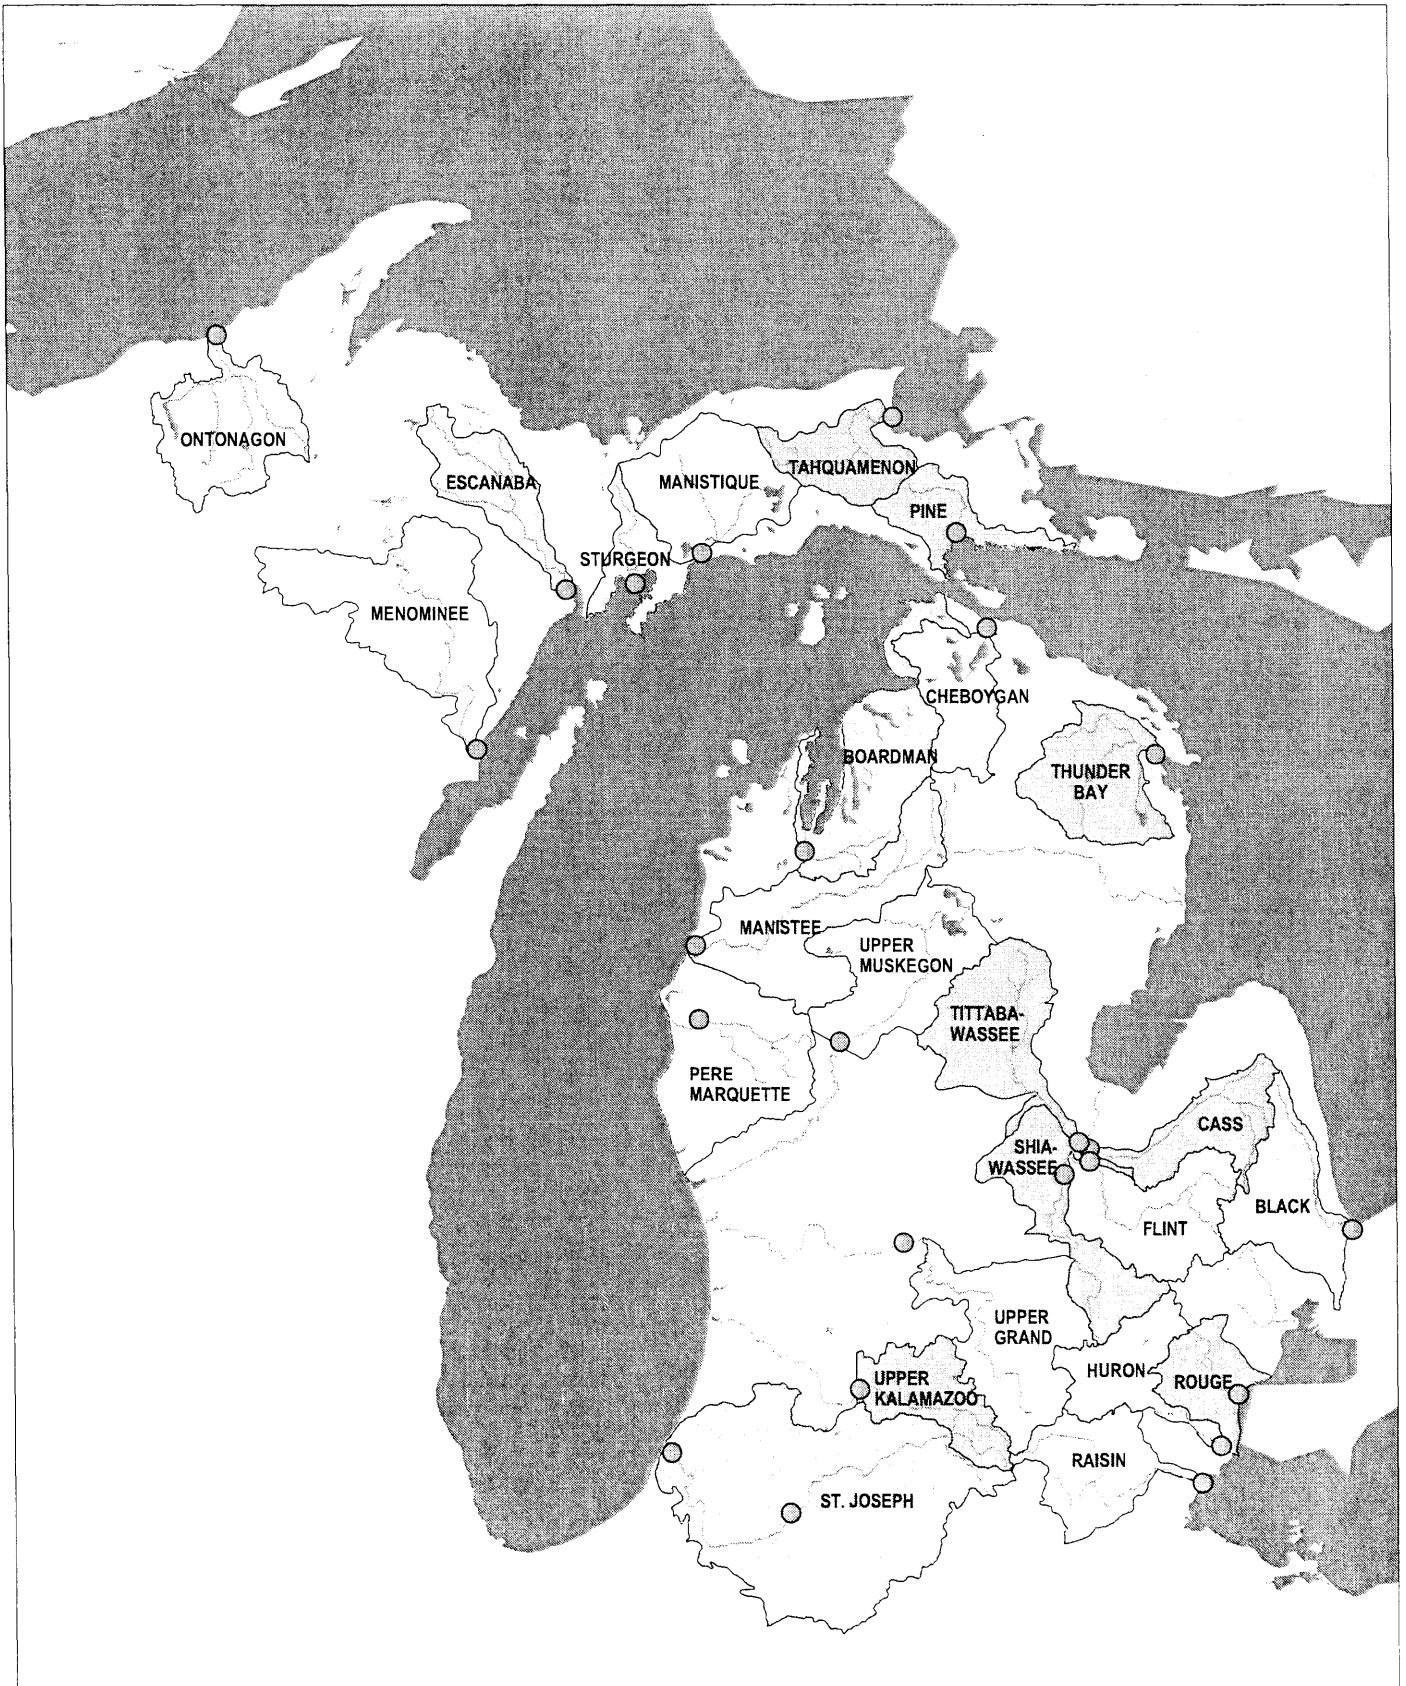 ONTONAGON
ESCANABA
MANISTIQUE
TAHQUAMENON
PINE
STURGEON
MENOMINEE
CHEBOYGAN
BOARDMAN
THUNDER
BAY
MANISTEE
UPPER
MUSKEGON
TITTABA-
WASSEE
PERE
MARQUETTE
CASS
SHIA-
WASSEE
BLACK
FLINT
UPPER
GRAND
HURON
ROUGE
UPPER
KALAMAZOO
RAISIN
ST. JOSEPH